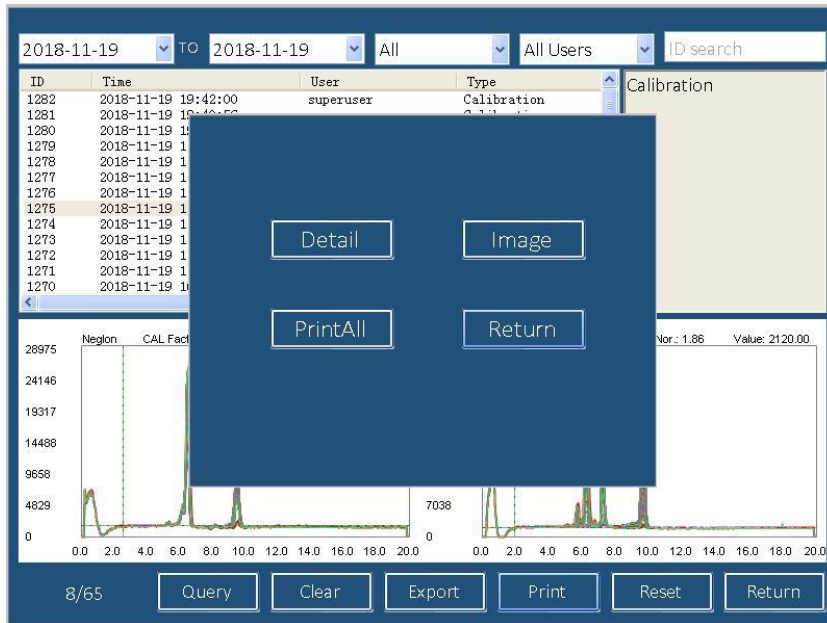 2018-11-19 TO 2018-11-19 All All Users ID search
ID Time User Type
Calibration
1282 2018-11-19 19:42:00 superuser Calibration
1281 2018-11-19
1280 2018-11-19
1279 2018-11-19
1278 2018-11-19
1277 2018-11-19
1276 2018-11-19
1275 2018-11-19
1274 2018-11-19
1273 2018-11-19
1272 2018-11-19
1271 2018-11-19
1270 2018-11-19
Detail Image
PrintAll Return
Neglon CAL Nor.: 1.86 Value: 2120.00
28975
24146
19317
14488
9658
4829 7038
0 0
0.0 2.0 4.0 6.0 8.0 10.0 12.0 14.0 16.0 18.0 20.0 0.0 2.0 4.0 6.0 8.0 10.0 12.0 14.0 16.0 18.0 20.0
8/65 Query Clear Export Print Reset Return